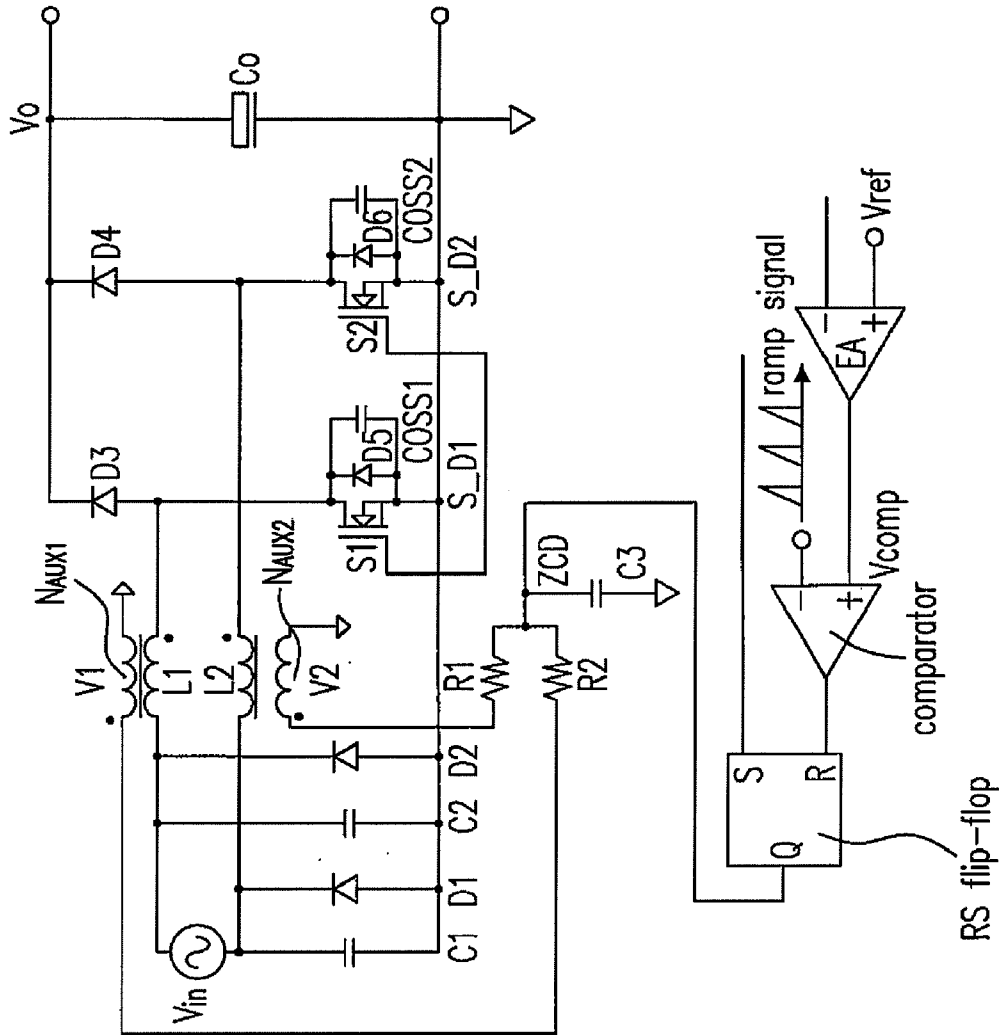 Vo
Co
D4
D3
NAUX1
V1
L1
L2
V2
NAUX2
Vin
C1
D1
C2
D2
S1
D5
COSS1
S_D1
S2
D6
COSS2
S_D2
R1
R2
ZCD
C3
S
R
Q
RS flip-flop
comparator
Vcomp
−
+
ramp signal
EA
−
+
Vref